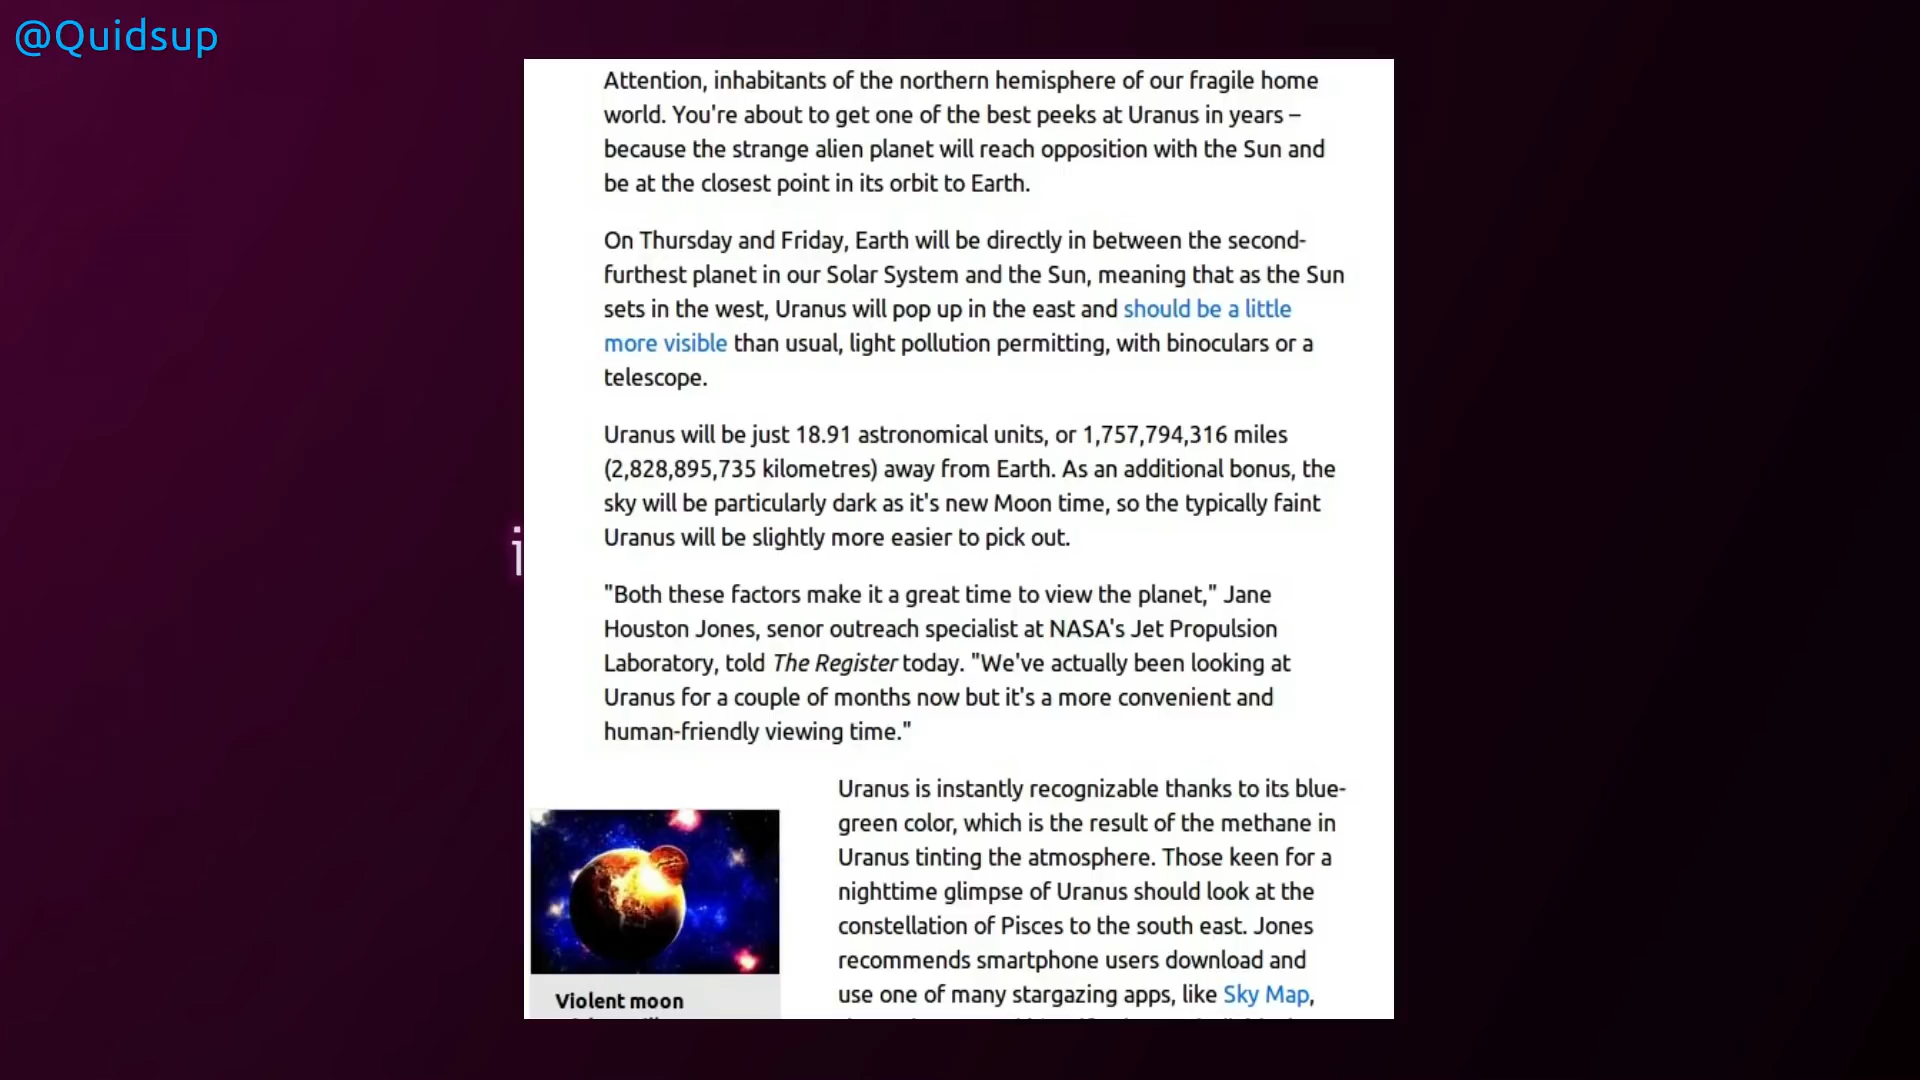 @Quidsup
Attention, inhabitants of the northern hemisphere of our fragile home
world. You're about to get one of the best peeks at Uranus in years –
because the strange alien planet will reach opposition with the Sun and
be at the closest point in its orbit to Earth.
On Thursday and Friday, Earth will be directly in between the second-
furthest planet in our Solar System and the Sun, meaning that as the Sun
sets in the west, Uranus will pop up in the east and should be a little
more visible than usual, light pollution permitting, with binoculars or a
telescope.
Uranus will be just 18.91 astronomical units, or 1,757,794,316 miles
(2,828,895,735 kilometres) away from Earth. As an additional bonus, the
sky will be particularly dark as it's new Moon time, so the typically faint
Uranus will be slightly more easier to pick out.
i
"Both these factors make it a great time to view the planet," Jane
Houston Jones, senor outreach specialist at NASA's Jet Propulsion
Laboratory, told The Register today. "We've actually been looking at
Uranus for a couple of months now but it's a more convenient and
human-friendly viewing time."
Uranus is instantly recognizable thanks to its blue-
green color, which is the result of the methane in
Uranus tinting the atmosphere. Those keen for a
nighttime glimpse of Uranus should look at the
constellation of Pisces to the south east. Jones
recommends smartphone users download and
use one of many stargazing apps, like Sky Map,
Violent moon